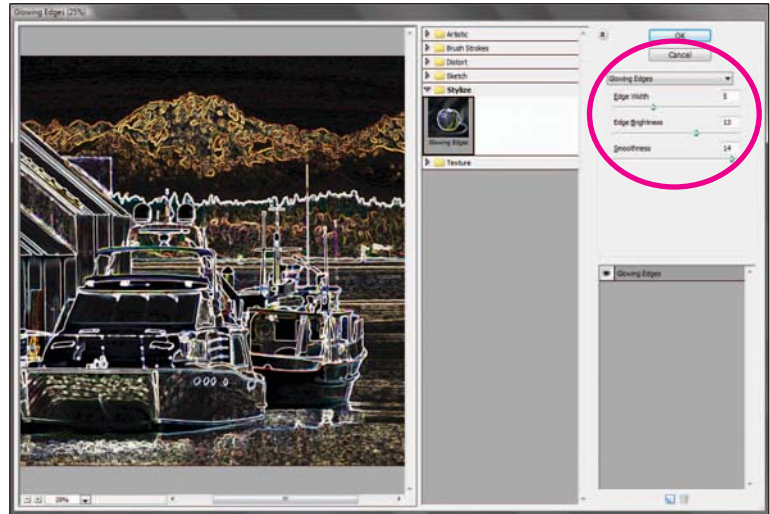 Glowing Edges (25%)
Artistic
Brush Strokes
Distort
Sketch
Stylize
Glowing Edges
Texture
OK
Cancel
Glowing Edges
Edge Width 5
Edge Brightness 13
Smoothness 14
Glowing Edges
25%